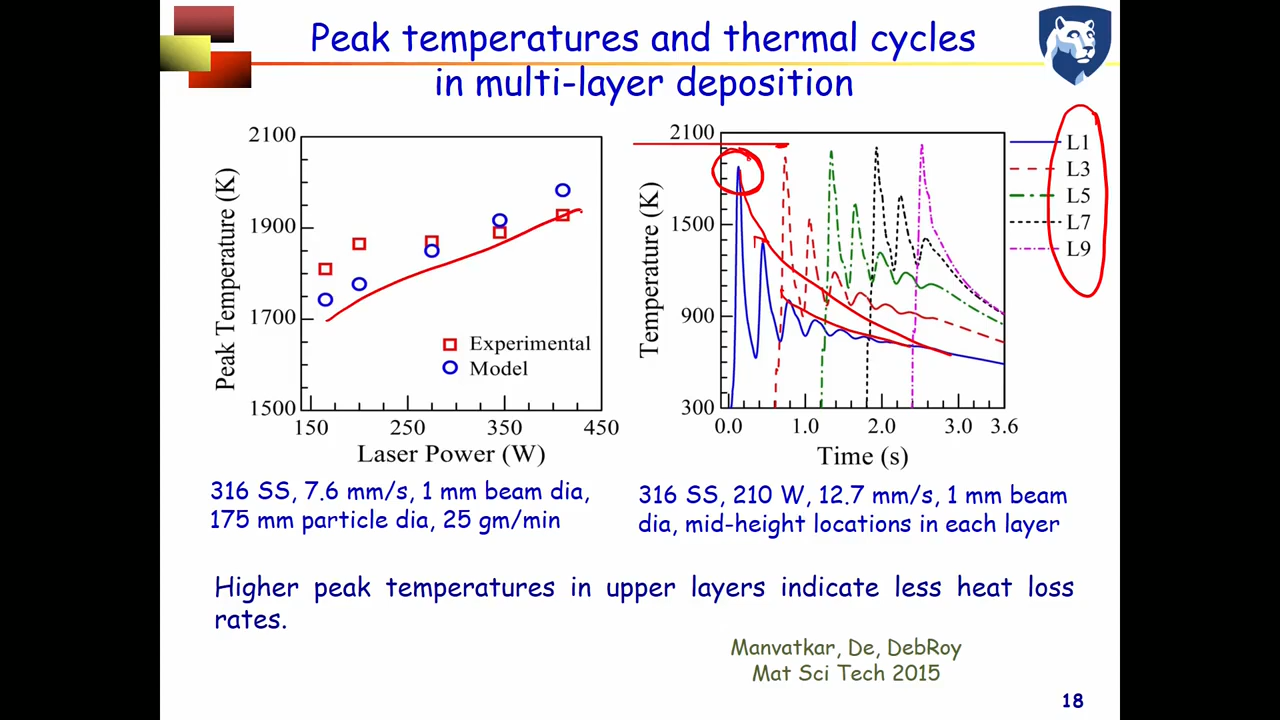 Peak temperatures and thermal cycles
in multi-layer deposition
2100
1900
1700
1500
150
250
350
450
Peak Temperature (K)
Laser Power (W)
Experimental
Model
2100
1500
900
300
0.0
1.0
2.0
3.0
3.6
Temperature (K)
Time (s)
L1
L3
L5
L7
L9
316 SS, 7.6 mm/s, 1 mm beam dia,
175 mm particle dia, 25 gm/min
316 SS, 210 W, 12.7 mm/s, 1 mm beam
dia, mid-height locations in each layer
Higher peak temperatures in upper layers indicate less heat loss
rates.
Manvatkar, De, DebRoy
Mat Sci Tech 2015
18